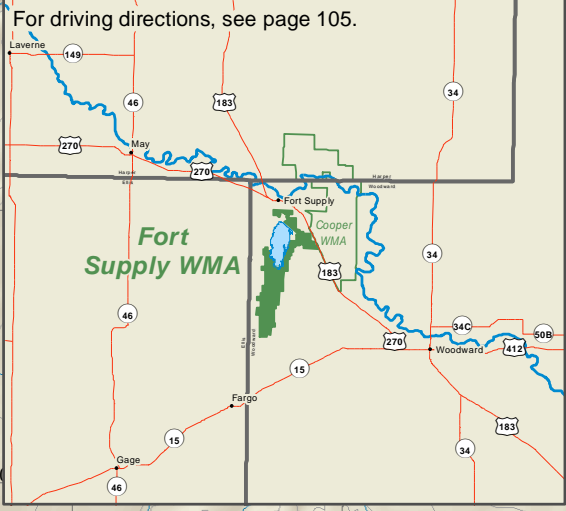 For driving directions, see page 105.
Laverne
149
46
183
34
270
May
270
Harper
Ellis
Harper
Woodward
Fort Supply
Cooper
WMA
Fort
Supply WMA
183
34
46
34C
50B
270
Woodward
412
Ellis
Woodward
15
Fargo
183
15
34
Gage
46